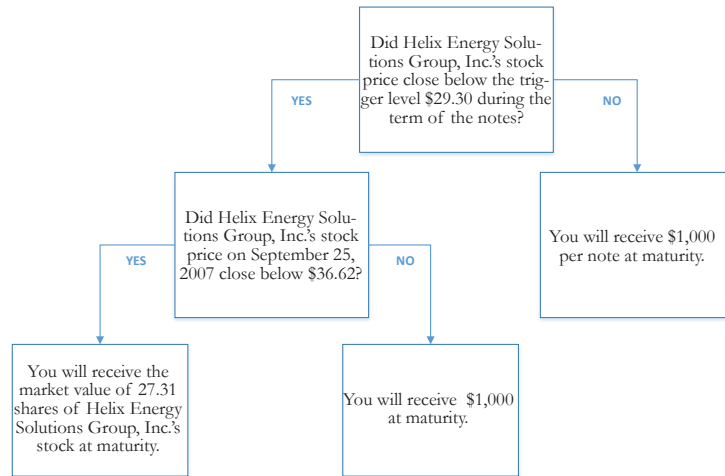 Did Helix Energy Solu-
tions Group, Inc.'s stock
price close below the trig-
ger level $29.30 during the
term of the notes?
YES
NO
Did Helix Energy Solu-
tions Group, Inc.'s stock
price on September 25,
2007 close below $36.62?
You will receive $1,000
per note at maturity.
YES
NO
You will receive the
market value of 27.31
shares of Helix Energy
Solutions Group, Inc.'s
stock at maturity.
You will receive $1,000
at maturity.